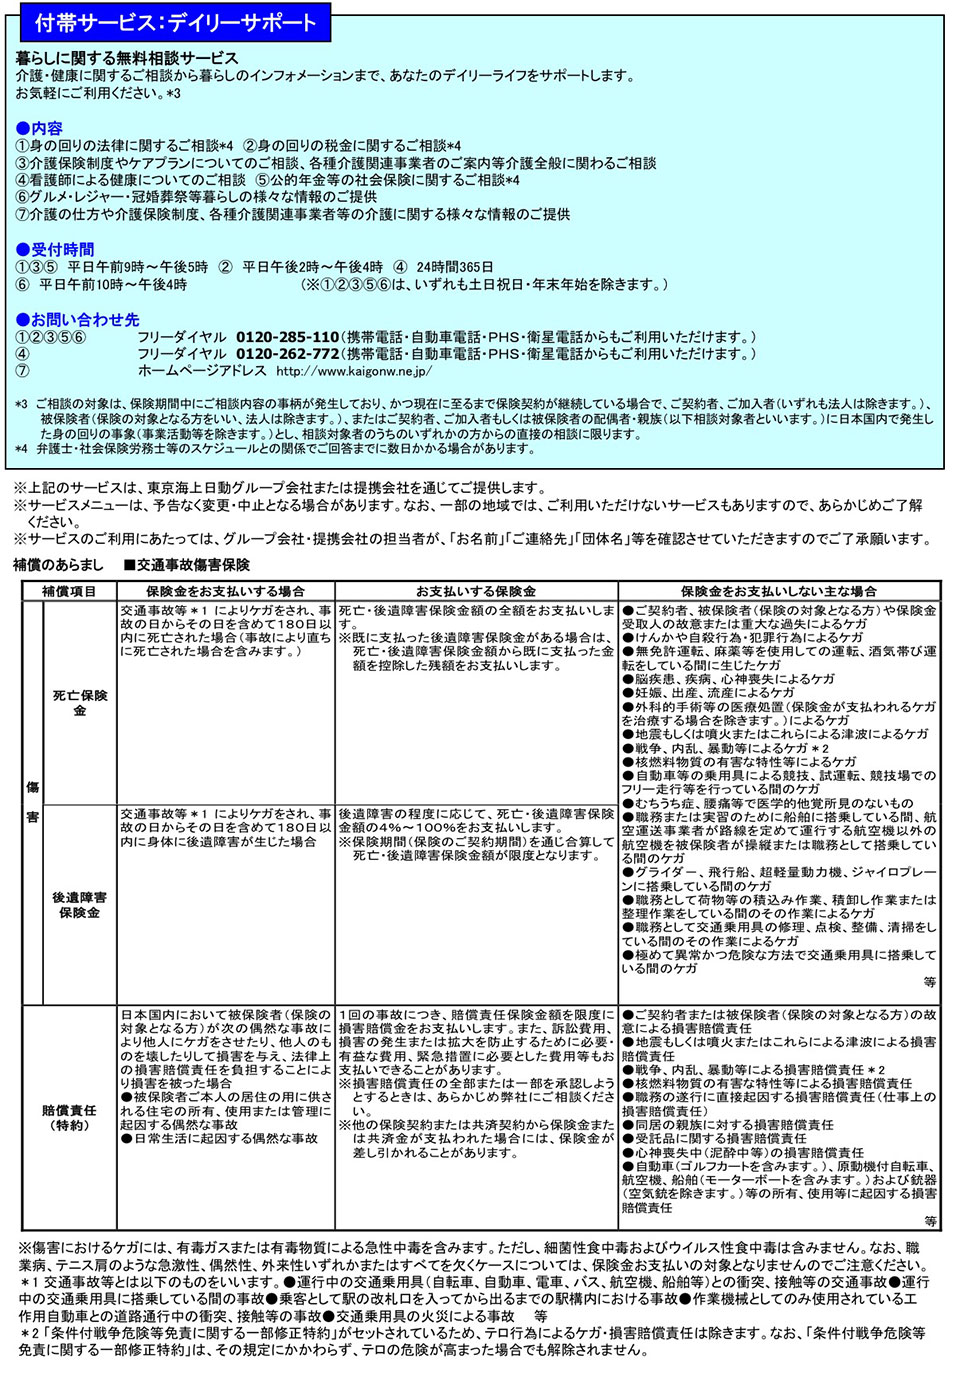 付帯サービス：デイリーサポート
暮らしに関する無料相談サービス
介護・健康に関するご相談から暮らしのインフォメーションまで、あなたのデイリーライフをサポートします。
お気軽にご利用ください。*3
●内容
①身の回りの法律に関するご相談*4　②身の回りの税金に関するご相談*4
③介護保険制度やケアプランについてのご相談、各種介護関連事業者のご案内等介護全般に関わるご相談
④看護師による健康についてのご相談　⑤公的年金等の社会保険に関するご相談*4
⑥グルメ・レジャー・冠婚葬祭等暮らしの様々な情報のご提供
⑦介護の仕方や介護保険制度、各種介護関連事業者等の介護に関する様々な情報のご提供
●受付時間
①③⑤　平日午前9時～午後5時　②　平日午後2時～午後4時　④　24時間365日
⑥　平日午前10時～午後4時　（※①②③⑤⑥は、いずれも土日祝日・年末年始を除きます。）
●お問い合わせ先
①②③⑤⑥　フリーダイヤル　0120-285-110（携帯電話・自動車電話・PHS・衛星電話からもご利用いただけます。）
④　フリーダイヤル　0120-262-772（携帯電話・自動車電話・PHS・衛星電話からもご利用いただけます。）
⑦　ホームページアドレス　http://www.kaigonw.ne.jp/
*3　ご相談の対象は、保険期間中にご相談内容の事柄が発生しており、かつ現在に至るまで保険契約が継続している場合で、ご契約者、ご加入者（いずれも法人は除きます。）、
被保険者（保険の対象となる方をいい、法人は除きます。）、またはご契約者、ご加入者もしくは被保険者の配偶者・親族（以下相談対象者といいます。）に日本国内で発生し
た身の回りの事象（事業活動等を除きます。）とし、相談対象者のうちのいずれかの方からの直接の相談に限ります。
*4　弁護士・社会保険労務士等のスケジュールとの関係でご回答までに数日かかる場合があります。
※上記のサービスは、東京海上日動グループ会社または提携会社を通じてご提供します。
※サービスメニューは、予告なく変更・中止となる場合があります。なお、一部の地域では、ご利用いただけないサービスもありますので、あらかじめご了解
ください。
※サービスのご利用にあたっては、グループ会社・提携会社の担当者が、「お名前」「ご連絡先」「団体名」等を確認させていただきますのでご了承願います。
補償のあらまし　■交通事故傷害保険
補償項目　保険金をお支払いする場合　お支払いする保険金　保険金をお支払いしない主な場合
傷
害
死亡保険
金
交通事故等＊1 によりケガをされ、事
故の日からその日を含めて180日以
内に死亡された場合（事故により直ち
に死亡された場合を含みます。）
死亡・後遺障害保険金額の全額をお支払いしま
す。
※既に支払った後遺障害保険金がある場合は、
死亡・後遺障害保険金額から既に支払った金
額を控除した残額をお支払いします。
後遺障害
保険金
交通事故等＊1 によりケガをされ、事
故の日からその日を含めて180日以
内に身体に後遺障害が生じた場合
後遺障害の程度に応じて、死亡・後遺障害保険
金額の4％～100％をお支払いします。
※保険期間（保険のご契約期間）を通じ合算して
死亡・後遺障害保険金額が限度となります。
●ご契約者、被保険者（保険の対象となる方）や保険金
受取人の故意または重大な過失によるケガ
●けんかや自殺行為・犯罪行為によるケガ
●無免許運転、麻薬等を使用しての運転、酒気帯び運
転をしている間に生じたケガ
●脳疾患、疾病、心神喪失によるケガ
●妊娠、出産、流産によるケガ
●外科的手術等の医療処置（保険金が支払われるケガ
を治療する場合を除きます。）によるケガ
●地震もしくは噴火またはこれらによる津波によるケガ
●戦争、内乱、暴動等によるケガ＊2
●核燃料物質の有害な特性等によるケガ
●自動車等の乗用具による競技、試運転、競技場での
フリー走行等を行っている間のケガ
●むちうち症、腰痛等で医学的他覚所見のないもの
●職務または実習のために船舶に搭乗している間、航
空運送事業者が路線を定めて運行する航空機以外の
航空機を被保険者が操縦または職務として搭乗してい
る間のケガ
●グライダー、飛行船、超軽量動力機、ジャイロプレー
ンに搭乗している間のケガ
●職務として荷物等の積込み作業、積卸し作業または
整理作業をしている間のその作業によるケガ
●職務として交通乗用具の修理、点検、整備、清掃をし
ている間のその作業によるケガ
●極めて異常かつ危険な方法で交通乗用具に搭乗して
いる間のケガ
等
賠償責任
（特約）
日本国内において被保険者（保険の
対象となる方）が次の偶然な事故に
より他人にケガをさせたり、他人のも
のを壊したりして損害を与え、法律上
の損害賠償責任を負担することによ
り損害を被った場合
●被保険者ご本人の居住の用に供さ
れる住宅の所有、使用または管理に
起因する偶然な事故
●日常生活に起因する偶然な事故
1回の事故につき、賠償責任保険金額を限度に
損害賠償金をお支払いします。また、訴訟費用、
損害の発生または拡大を防止するために必要・
有益な費用、緊急措置に必要とした費用等もお
支払いできることがあります。
※損害賠償責任の全部または一部を承認しよう
とするときは、あらかじめ弊社にご相談くださ
い。
※他の保険契約または共済契約から保険金また
は共済金が支払われた場合には、保険金が
差し引かれることがあります。
●ご契約者または被保険者（保険の対象となる方）の故
意による損害賠償責任
●地震もしくは噴火またはこれらによる津波による損害
賠償責任
●戦争、内乱、暴動等による損害賠償責任＊2
●核燃料物質の有害な特性等による損害賠償責任
●職務の遂行に直接起因する損害賠償責任（仕事上の
損害賠償責任）
●同居の親族に対する損害賠償責任
●受託品に関する損害賠償責任
●心神喪失中（泥酔中等）の損害賠償責任
●自動車（ゴルフカートを含みます。）、原動機付自転車、
航空機、船舶（モーターボートを含みます。）および銃器
（空気銃を除きます。）等の所有、使用等に起因する損害
賠償責任
等
※傷害におけるケガには、有毒ガスまたは有毒物質による急性中毒を含みます。ただし、細菌性食中毒およびウイルス性食中毒は含みません。なお、職
業病、テニス肩のような急激性、偶然性、外来性いずれかまたはすべてを欠くケースについては、保険金お支払いの対象となりませんのでご注意ください。
＊1 交通事故等とは以下のものをいいます。●運行中の交通乗用具（自転車、自動車、電車、バス、航空機、船舶等）との衝突、接触等の交通事故●運行
中の交通乗用具に搭乗している間の事故●乗客として駅の改札口を入ってから出るまでの駅構内における事故●作業機械としてのみ使用されている工
作用自動車との道路通行中の衝突、接触等の事故●交通乗用具の火災による事故　等
＊2「条件付戦争危険等免責に関する一部修正特約」がセットされているため、テロ行為によるケガ・損害賠償責任は除きます。なお、「条件付戦争危険等
免責に関する一部修正特約」は、その規定にかかわらず、テロの危険が高まった場合でも解除されません。